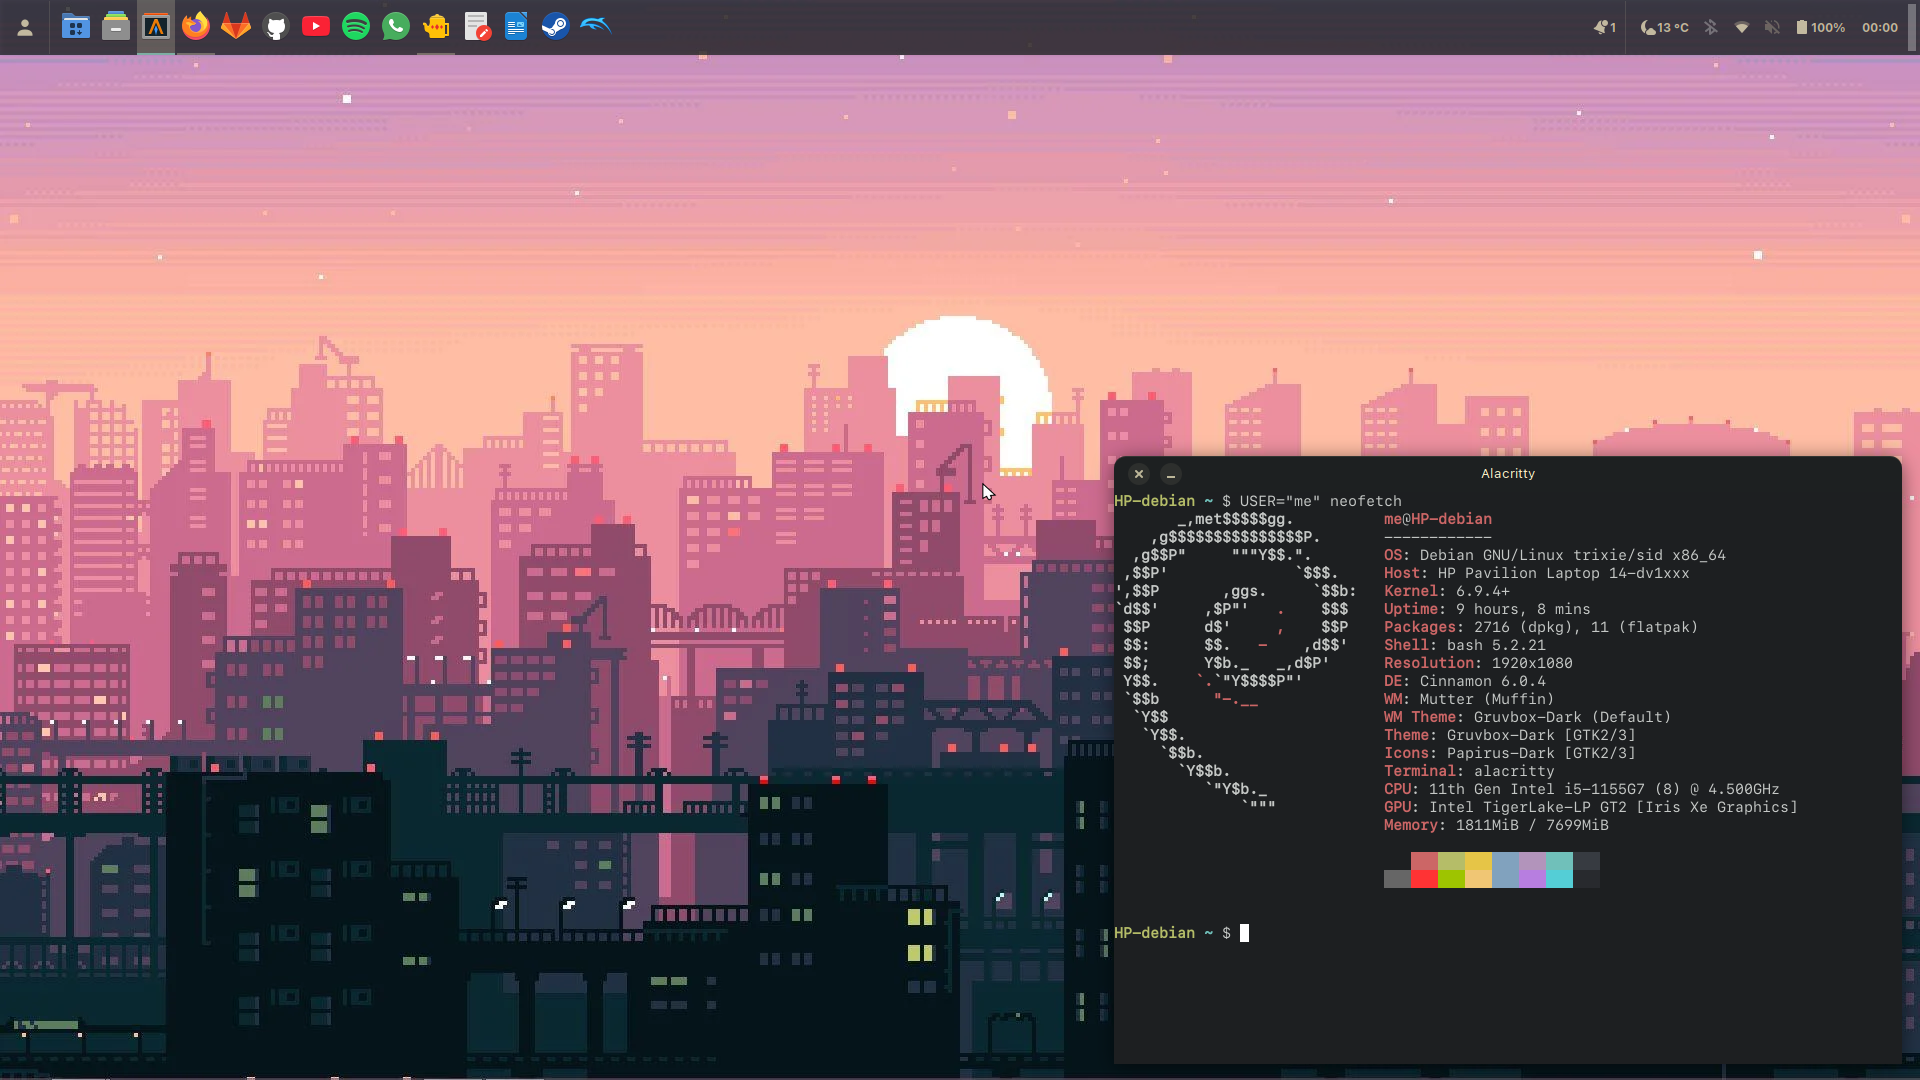 1
13 °C
100%
00:00
Alacritty
HP-debian ~ $ USER="me" neofetch
_,met$$$$$gg.
,g$$$$$$$$$$$$$$$P.
,g$$P"     """Y$$.".
,$$P'              `$$$.
',$$P       ,ggs.     `$$b:
`d$$'     ,$P"'   .    $$$
$$P      d$'     ,    $$P
$$:      $$.   -    ,d$$'
$$;      Y$b._   _,d$P'
Y$$.    `.`"Y$$$$P"'
`$$b      "-.__
`Y$$
`Y$$.
`$$b.
`Y$$b.
`"Y$b._
`"""
me@HP-debian
------------
OS: Debian GNU/Linux trixie/sid x86_64
Host: HP Pavilion Laptop 14-dv1xxx
Kernel: 6.9.4+
Uptime: 9 hours, 8 mins
Packages: 2716 (dpkg), 11 (flatpak)
Shell: bash 5.2.21
Resolution: 1920x1080
DE: Cinnamon 6.0.4
WM: Mutter (Muffin)
WM Theme: Gruvbox-Dark (Default)
Theme: Gruvbox-Dark [GTK2/3]
Icons: Papirus-Dark [GTK2/3]
Terminal: alacritty
CPU: 11th Gen Intel i5-1155G7 (8) @ 4.500GHz
GPU: Intel TigerLake-LP GT2 [Iris Xe Graphics]
Memory: 1811MiB / 7699MiB
HP-debian ~ $